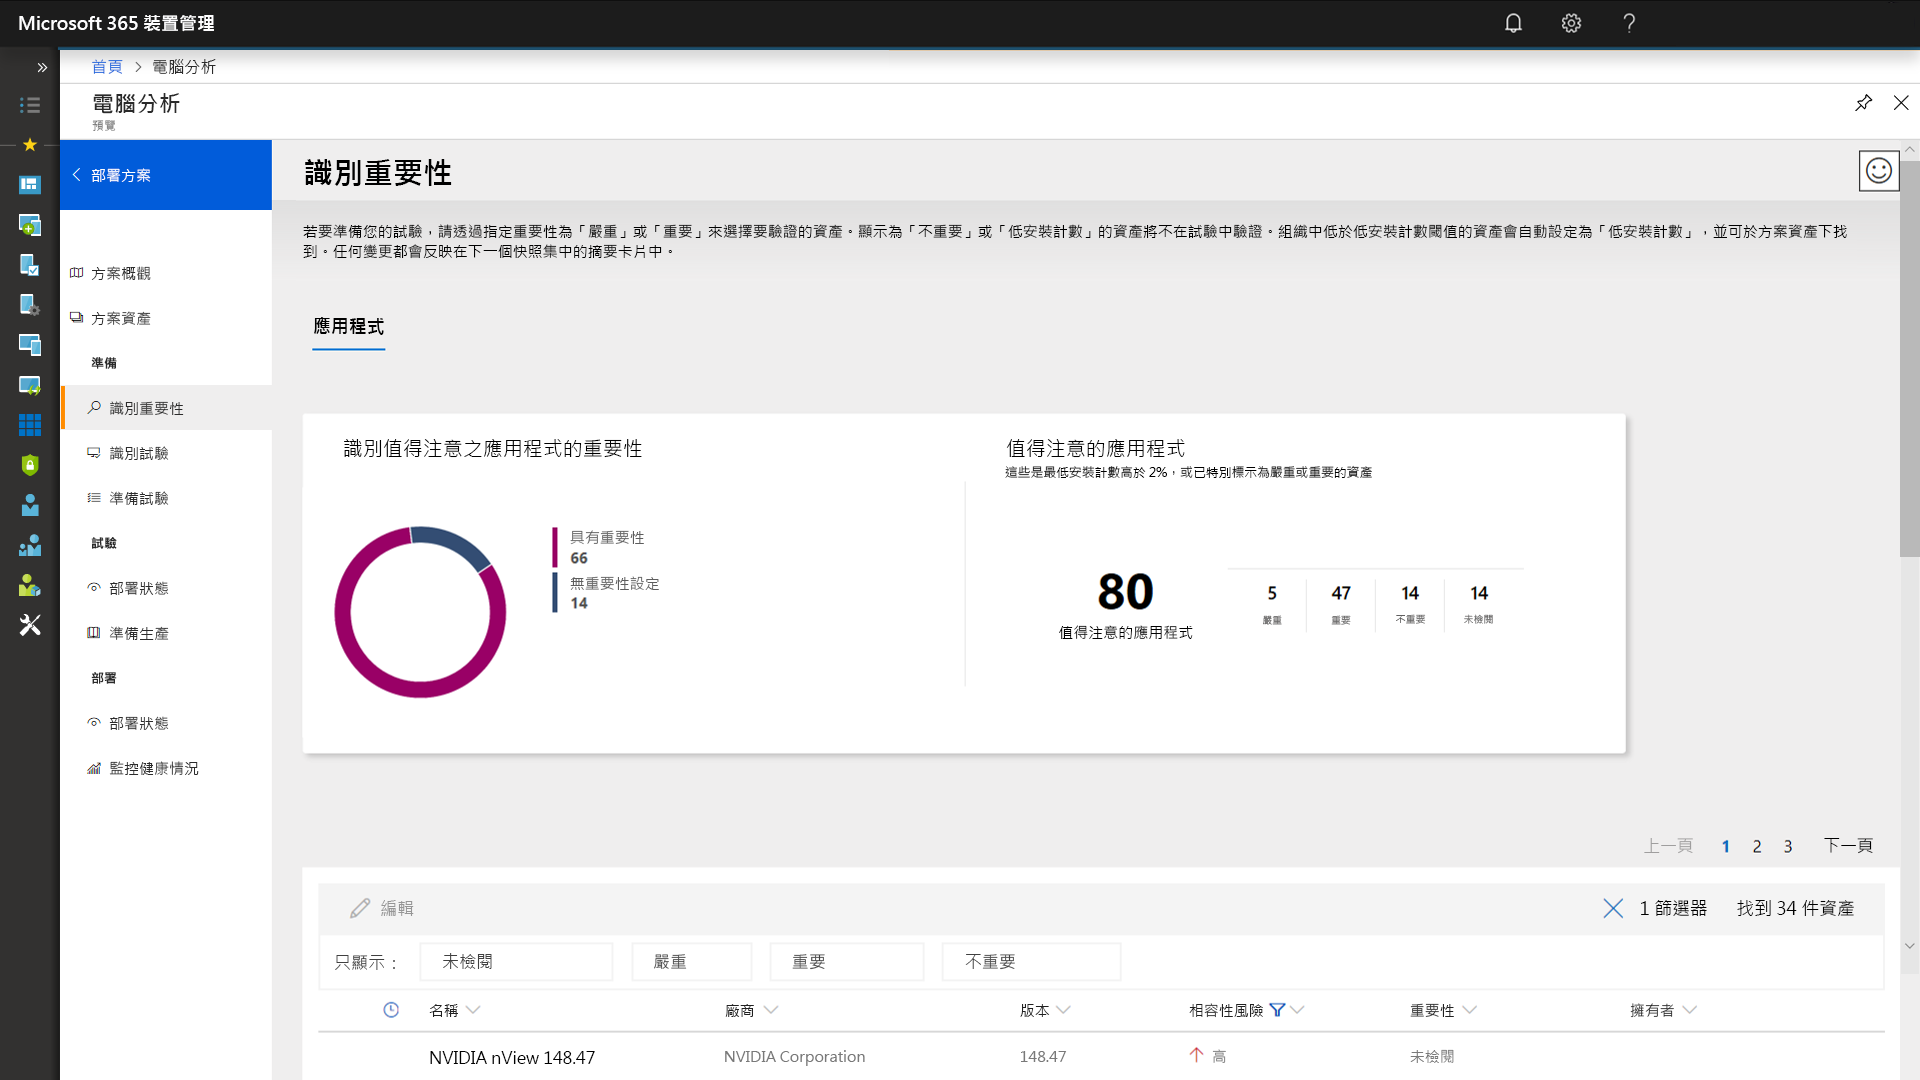 Microsoft 365 裝置管理
首頁 > 電腦分析
電腦分析
預覽
部署方案
方案概觀
方案資產
準備
識別重要性
識別試驗
準備試驗
試驗
部署狀態
準備生產
部署
部署狀態
監控健康情況
識別重要性
若要準備您的試驗，請透過指定重要性為「嚴重」或「重要」來選擇要驗證的資產。顯示為「不重要」或「低安裝計數」的資產將不在試驗中驗證。組織中低於低安裝計數閾值的資產會自動設定為「低安裝計數」，並可於方案資產下找
到。任何變更都會反映在下一個快照集中的摘要卡片中。
應用程式
識別值得注意之應用程式的重要性
具有重要性
66
無重要性設定
14
值得注意的應用程式
這些是最低安裝計數高於 2%，或已特別標示為嚴重或重要的資產
80
值得注意的應用程式
5 47 14 14
嚴重 重要 不重要 未檢閱
上一頁 1 2 3 下一頁
編輯 1 篩選器 找到 34 件資產
只顯示： 未檢閱 嚴重 重要 不重要
名稱 廠商 版本 相容性風險 重要性 擁有者
NVIDIA nView 148.47 NVIDIA Corporation 148.47 高 未檢閱